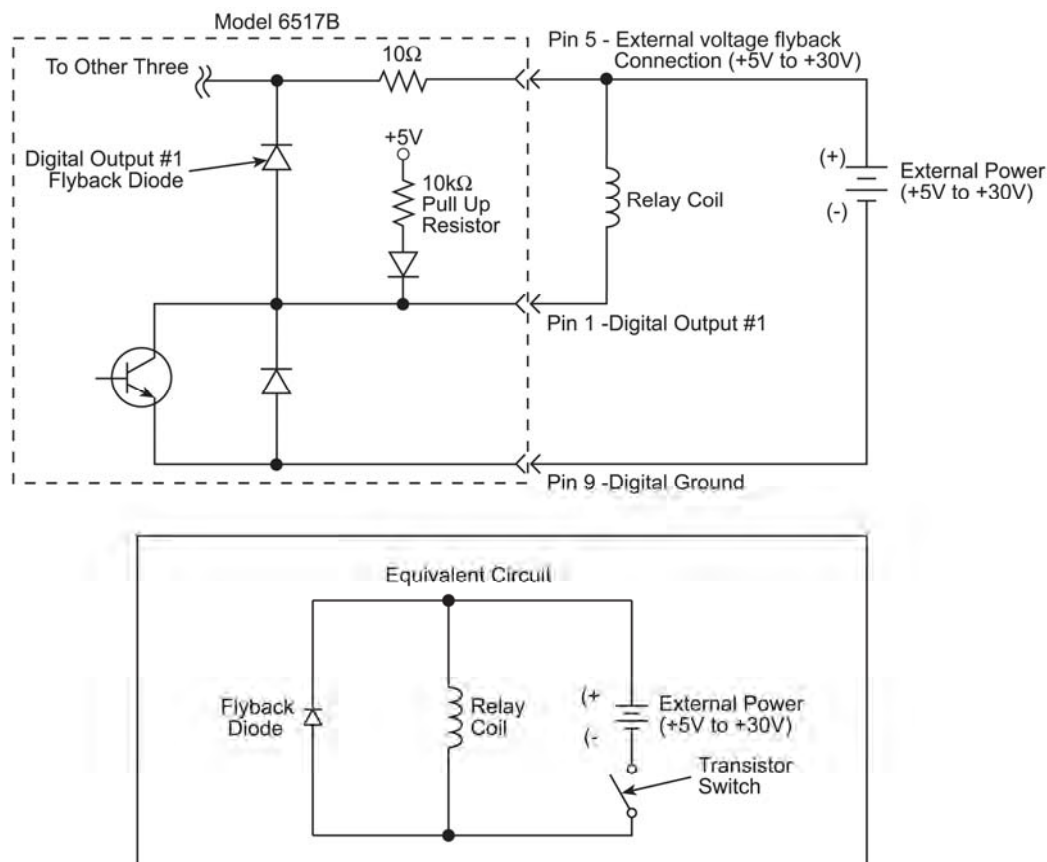 Model 6517B
Pin 5 - External voltage flyback
Connection (+5V to +30V)
10Ω
To Other Three
+5V
Digital Output #1
Flyback Diode
10kΩ
Pull Up
Resistor
Relay Coil
(+)
(-)
External Power
(+5V to +30V)
Pin 1 -Digital Output #1
Pin 9 -Digital Ground
Equivalent Circuit
Flyback
Diode
Relay
Coil
(+
(-
External Power
(+5V to +30V)
Transistor
Switch